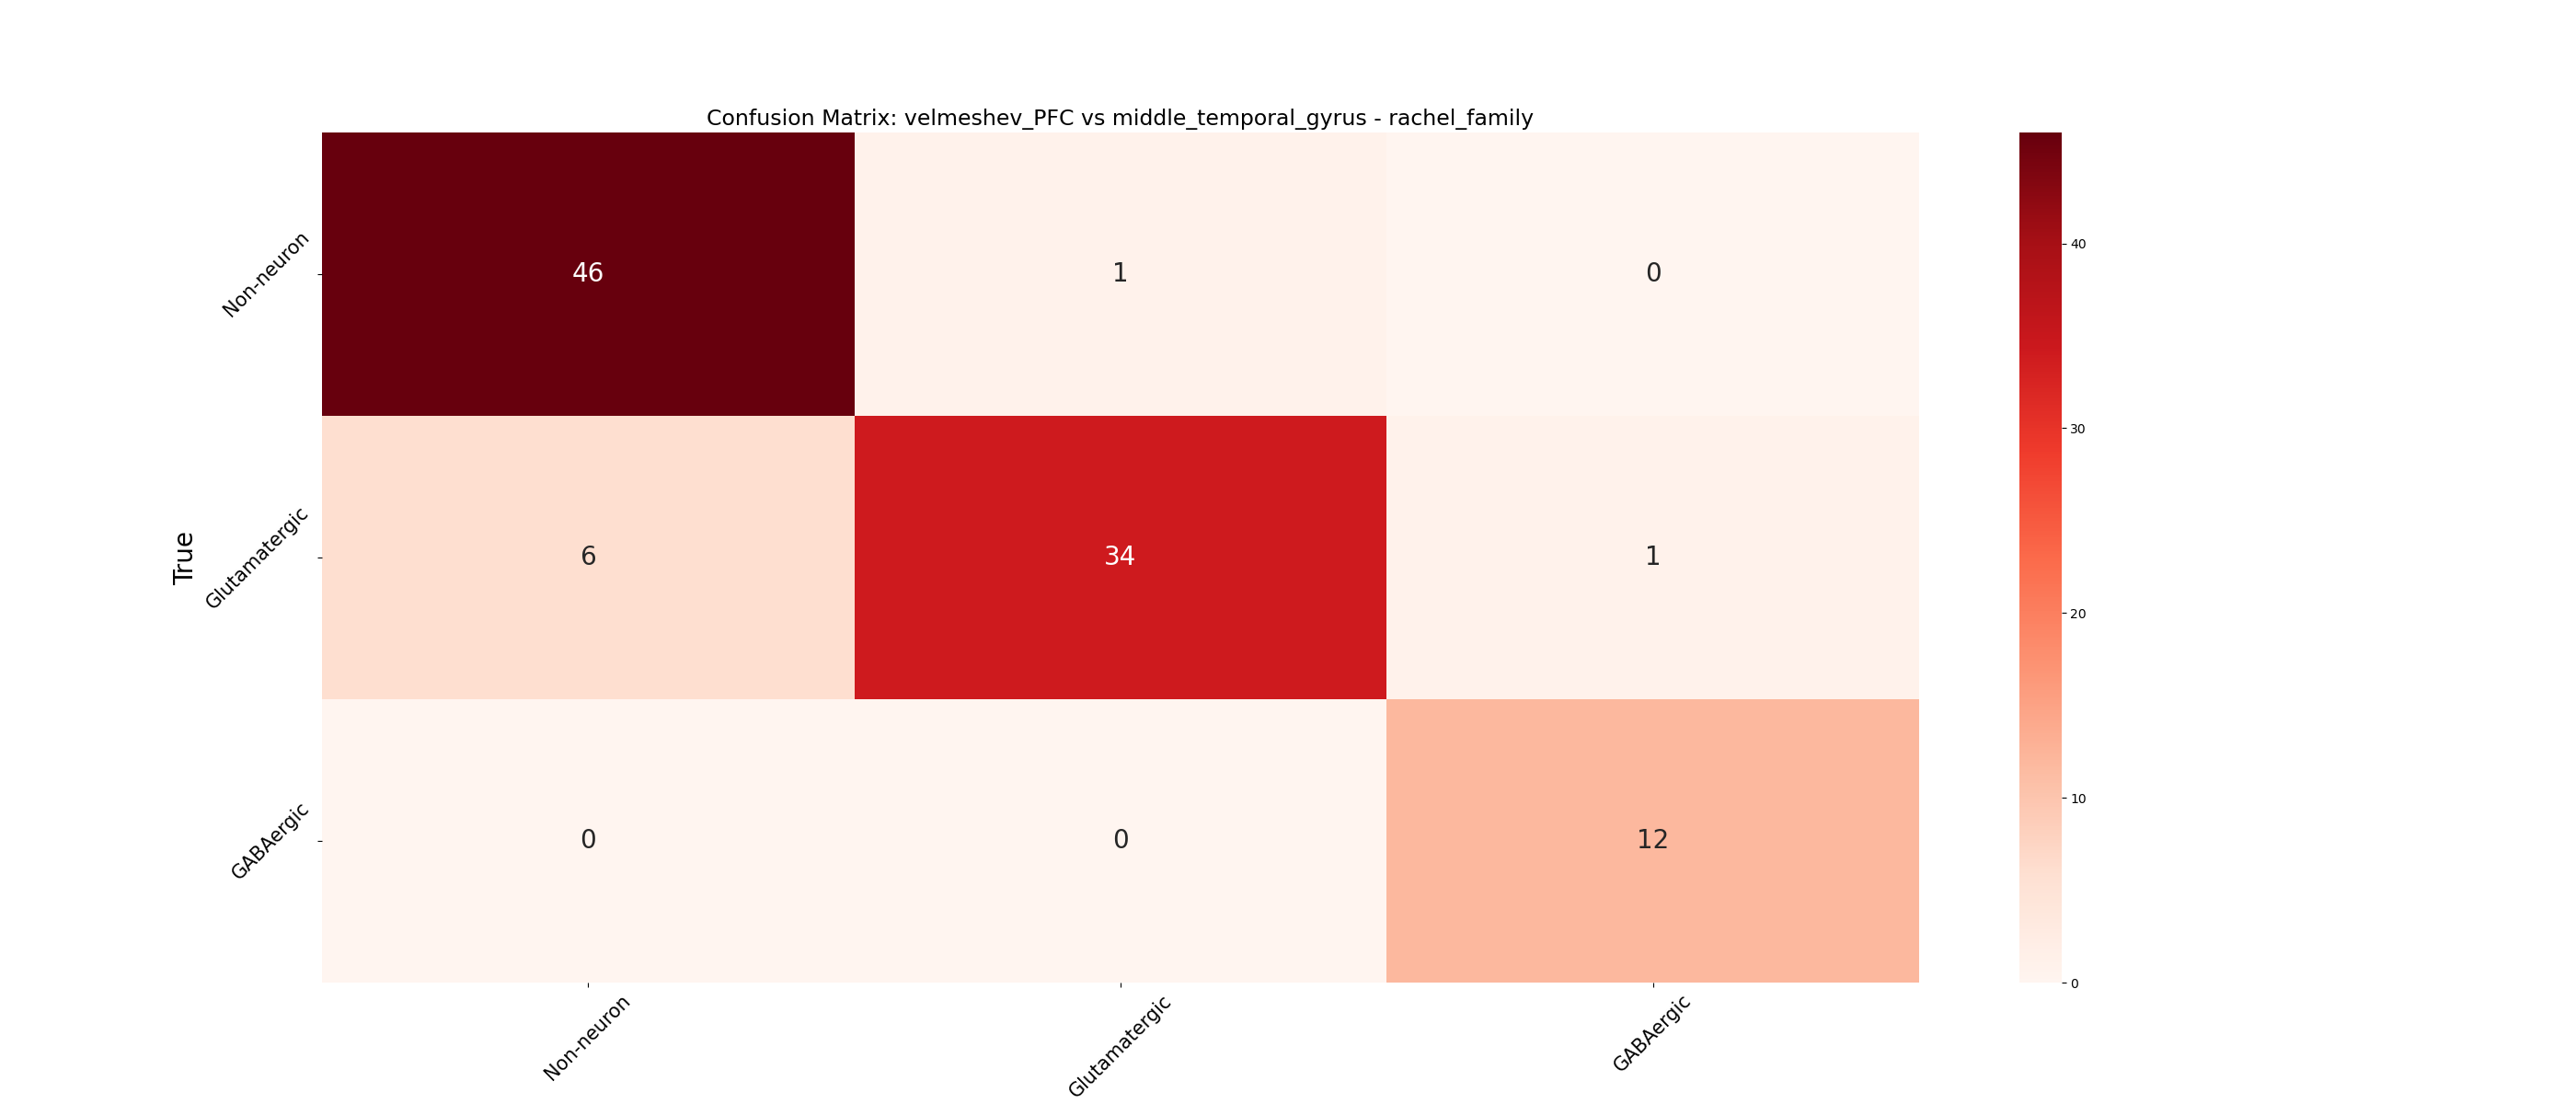 Confusion Matrix: velmeshev_PFC vs middle_temporal_gyrus - rachel_family
True
Non-neuron
46
1
0
Glutamatergic
6
34
1
GABAergic
0
0
12
Non-neuron
Glutamatergic
GABAergic
40
30
20
10
0